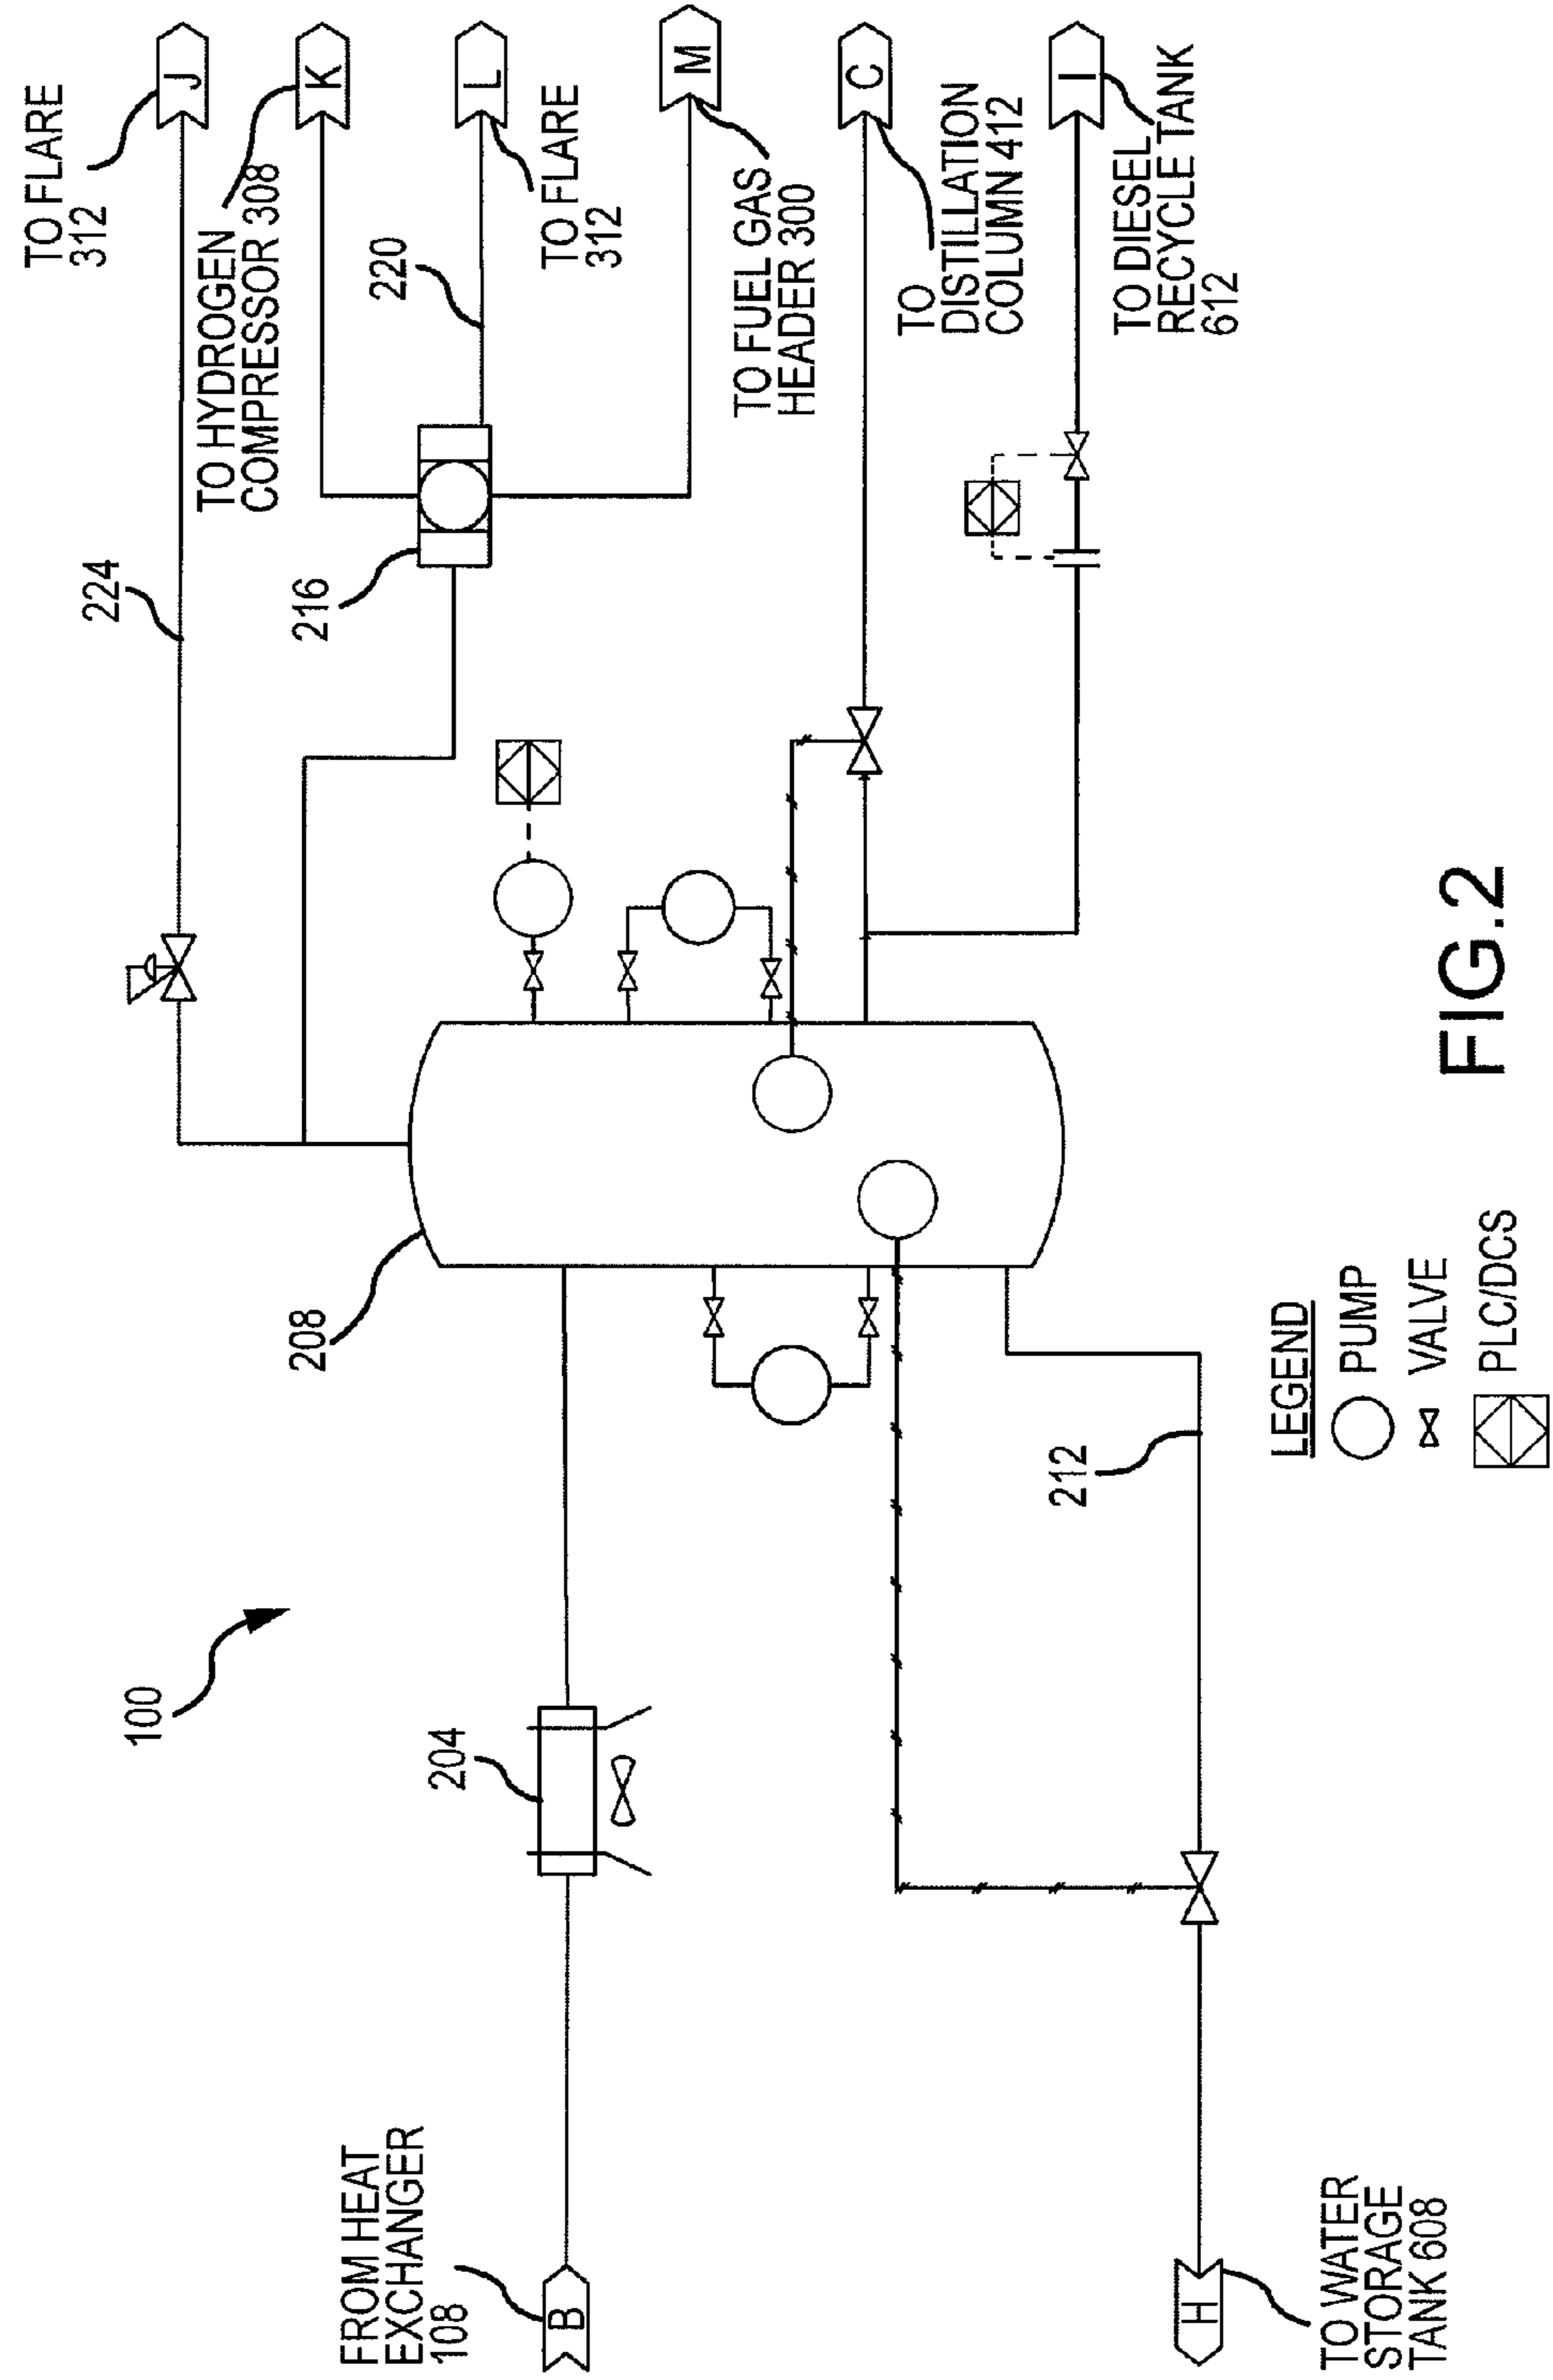 TO FLARE
312
J
TO HYDROGEN
COMPRESSOR 308
K
224
220
L
TO FLARE
312
216
M
TO FUEL GAS
HEADER 300
C
TO
DISTILLATION
COLUMN 412
I
TO DIESEL
RECYCLE TANK
612
208
100
204
FROM HEAT
EXCHANGER
108
B
212
H
TO WATER
STORAGE
TANK 608
LEGEND
PUMP
VALVE
PLC/DCS
FIG.2